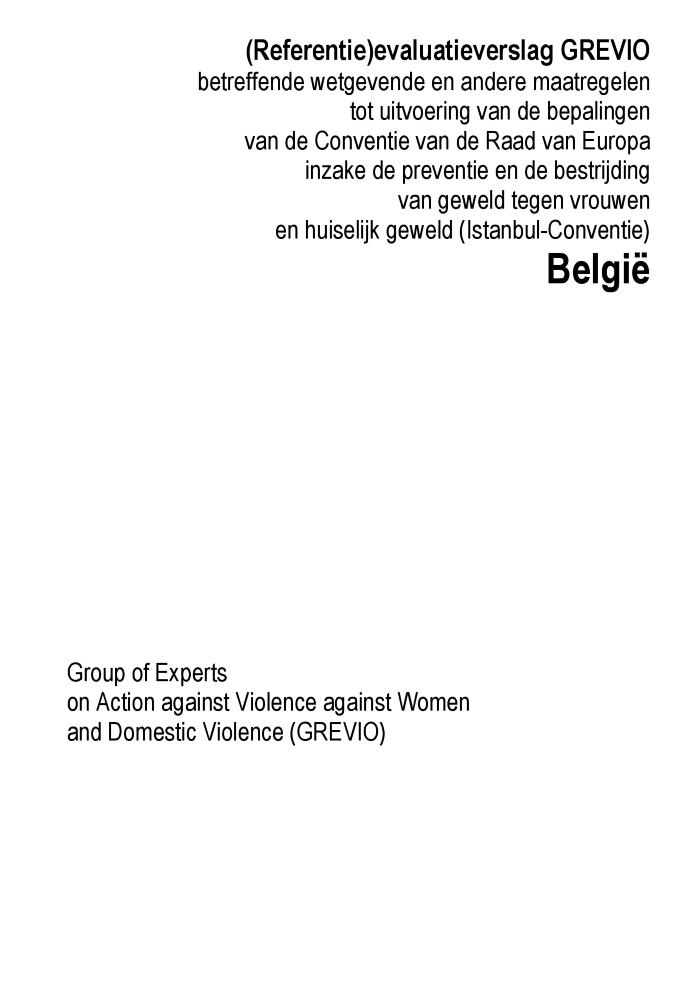 (Referentie)evaluatieverslag GREVIO
betreffende wetgevende en andere maatregelen
tot uitvoering van de bepalingen
van de Conventie van de Raad van Europa
inzake de preventie en de bestrijding
van geweld tegen vrouwen
en huiselijk geweld (Istanbul-Conventie)
België
Group of Experts
on Action against Violence against Women
and Domestic Violence (GREVIO)